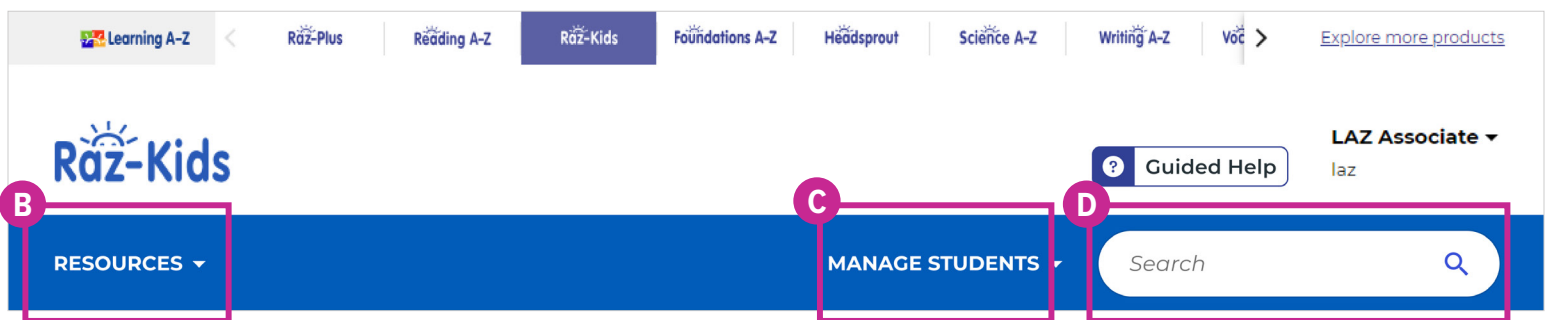 Learning A-Z Raz-Plus Reading A-Z Raz-Kids Foundations A-Z Headsprout Science A-Z Writing A-Z Voc Explore more products
Raz-Kids
? Guided Help
LAZ Associate
laz
B
C
D
RESOURCES MANAGE STUDENTS Search